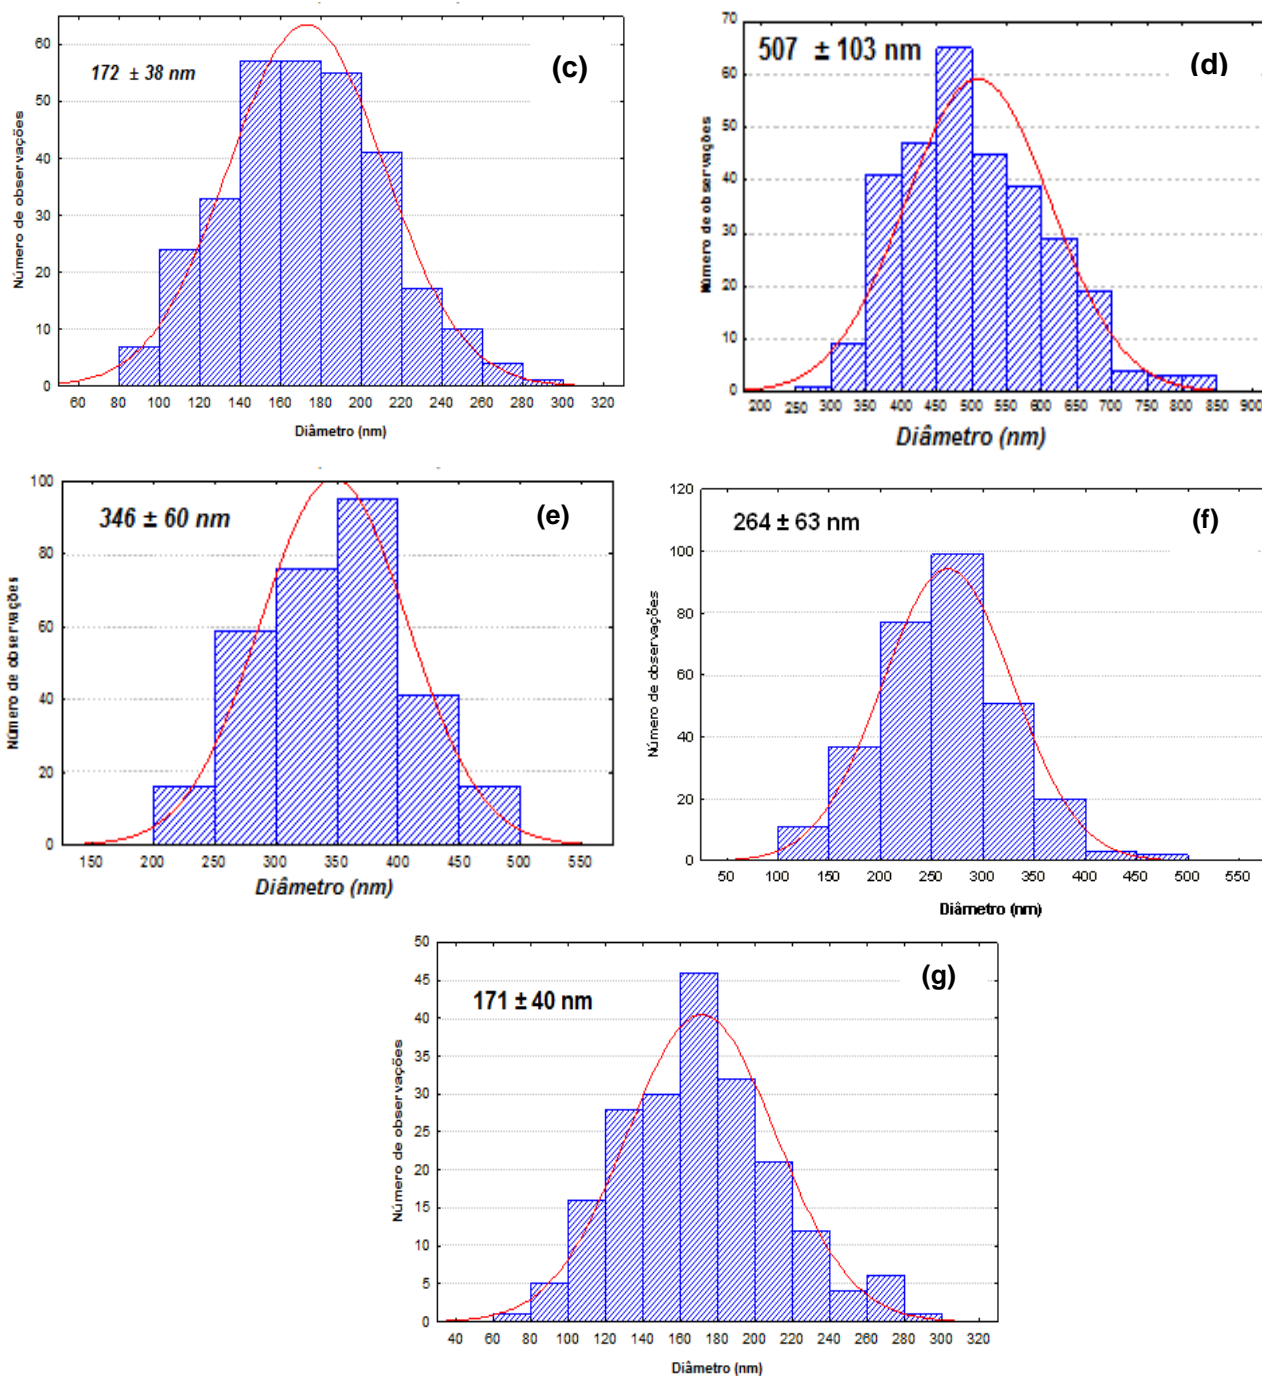 172 ± 38 nm
(c)
Número de observações
60
50
40
30
20
10
0
60 80 100 120 140 160 180 200 220 240 260 280 300 320
Diâmetro (nm)
507 ± 103 nm
(d)
Número de observações
70
60
50
40
30
20
10
0
200 250 300 350 400 450 500 550 600 650 700 750 800 850 900
Diâmetro (nm)
346 ± 60 nm
(e)
Número de observações
100
80
60
40
20
0
150 200 250 300 350 400 450 500 550
Diâmetro (nm)
264 ± 63 nm
(f)
Número de observações
120
100
80
60
40
20
0
50 100 150 200 250 300 350 400 450 500 550
Diâmetro (nm)
171 ± 40 nm
(g)
Número de observações
50
45
40
35
30
25
20
15
10
5
0
40 60 80 100 120 140 160 180 200 220 240 260 280 300 320
Diâmetro (nm)